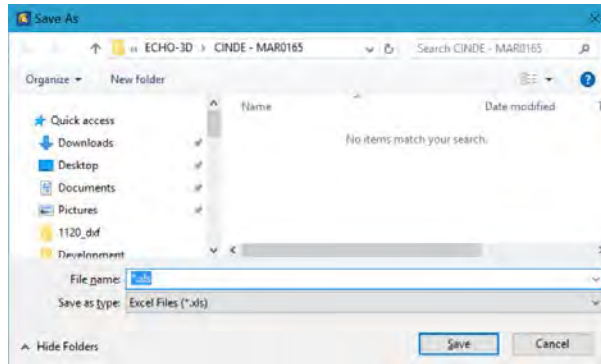 Save As
« ECHO-3D › CINDE - MAR0165
Search CINDE - MAR0165
Organize
New folder
Name
Date modified
Quick access
Downloads
Desktop
Documents
Pictures
1120_dxf
Development
No items match your search.
File name: *.xls
Save as type: Excel Files (*.xls)
Hide Folders
Save
Cancel